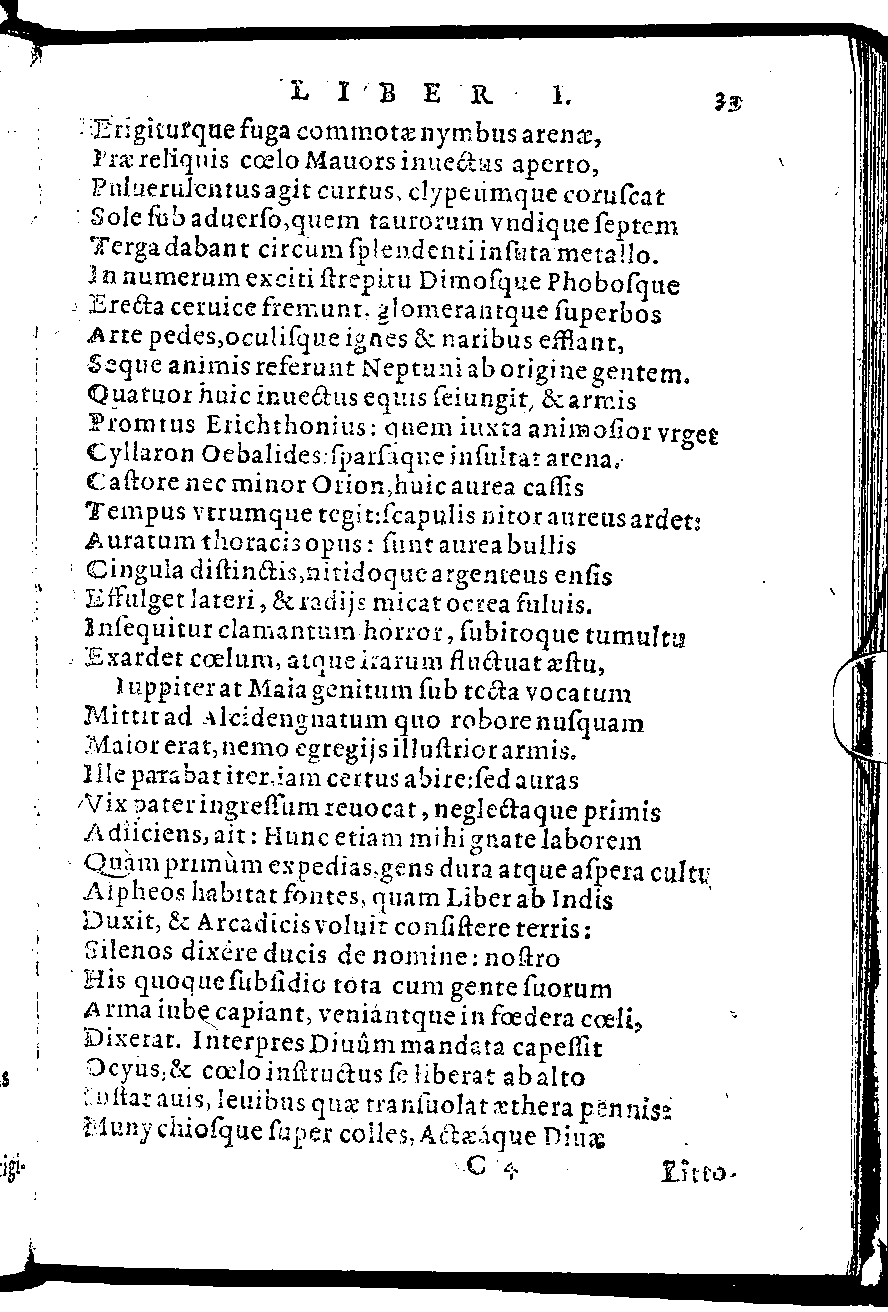 LIBER I. 31
Erigiturque fuga commotæ nymbus arenæ,
Præ reliquis cœlo Mauors inuectus aperto,
Puluerulentus agit currus, clypeúmque coruſcat
Sole ſub aduerſo, quem taurorum vndique ſeptem
Terga dabant circum ſplendenti inſuta metallo.
In numerum exciti ſtrepitu Dimoſque Phoboſque
Erecta ceruice fremunt, glomerantque ſuperbos
Arte pedes, oculiſque ignes & naribus efflant,
Seque animis referunt Neptuni ab origine gentem.
Quatuor huic inuectus equis ſeiungit, & armis
Promtus Erichthonius: quem iuxta animoſior vrget
Cyllaron Oebalides: ſparſáque inſultat arena.
Caſtore nec minor Orion, huic aurea caſſis
Tempus vtrumque tegit: ſcapulis nitor aureus ardet:
Auratum thoracis opus: ſunt aurea bullis
Cingula diſtinctis, nitidoque argenteus enſis
Effulget lateri, & radijs micat ocrea fuluis.
Inſequitur clamantum horror, ſubitoque tumultu
Exardet cœlum, atque irarum fluctuat æſtu,
Iuppiter at Maia genitum ſub tecta vocatum
Mittit ad Alciden gnatum quo robore nuſquam
Maior erat, nemo egregijs illuſtrior armis.
Ille parabat iter, iam certus abire: ſed auras
Vix pater ingreſſum reuocat, neglectaque primis
Adiiciens, ait: Hunc etiam mihi gnate laborem
Quàm primùm expedias, gens dura atque aſpera cultu
Alpheos habitat fontes, quam Liber ab Indis
Duxit, & Arcadicis voluit conſiſtere terris:
Silenos dixére ducis de nomine: noſtro
His quoque ſubſidio tota cum gente ſuorum
Arma iube capiant, veniántque in fœdera cœli,
Dixerat. Interpres Diuûm mandata capeſſit
Ocyus, & cœlo inſtructus ſe liberat ab alto
Inſtar auis, leuibus quæ tranſuolat æthera pennis:
Munychioſque ſuper colles, Actæáque Diuæ
C 4 Litto-